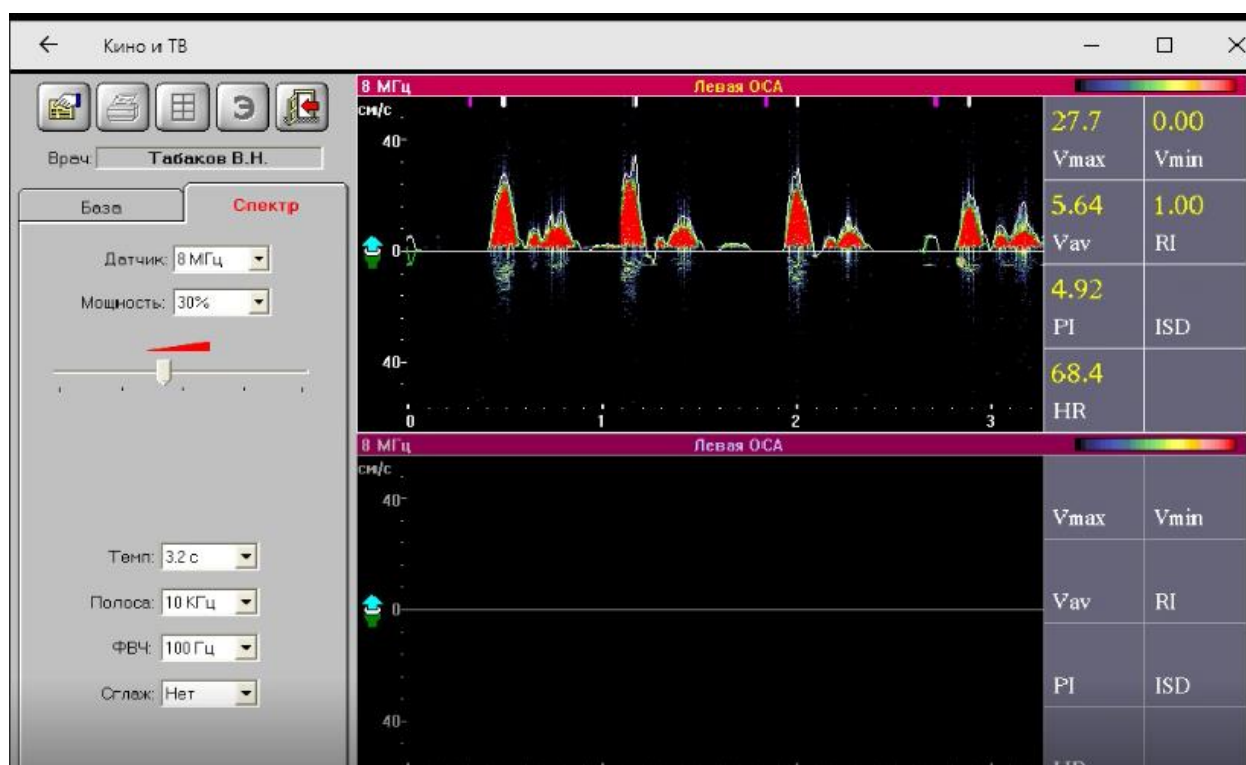 Кино и ТВ
Э
Врач: Табаков В.Н.
База Спектр
Датчик: 8 МГц
Мощность: 30%
Темп: 3.2 с
Полоса: 10 КГц
ФВЧ: 100 Гц
Сглаж: Нет
8 МГц Левая ОСА
см/с
40
0
40
0 1 2 3
27.7 0.00
Vmax Vmin
5.64 1.00
Vav RI
4.92
PI ISD
68.4
HR
8 МГц Левая ОСА
см/с
40
0
40
Vmax Vmin
Vav RI
PI ISD